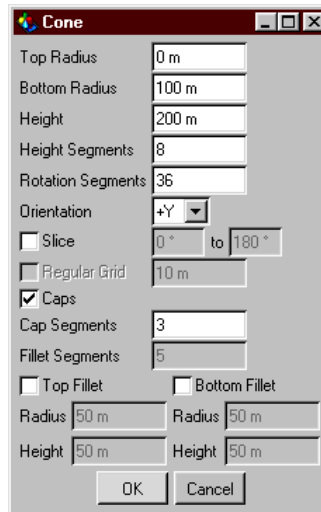 Cone
Top Radius 0 m
Bottom Radius 100 m
Height 200 m
Height Segments 8
Rotation Segments 36
Orientation +Y
Slice 0 ° to 180 °
Regular Grid 10 m
Caps
Cap Segments 3
Fillet Segments 5
Top Fillet Bottom Fillet
Radius 50 m Radius 50 m
Height 50 m Height 50 m
OK Cancel